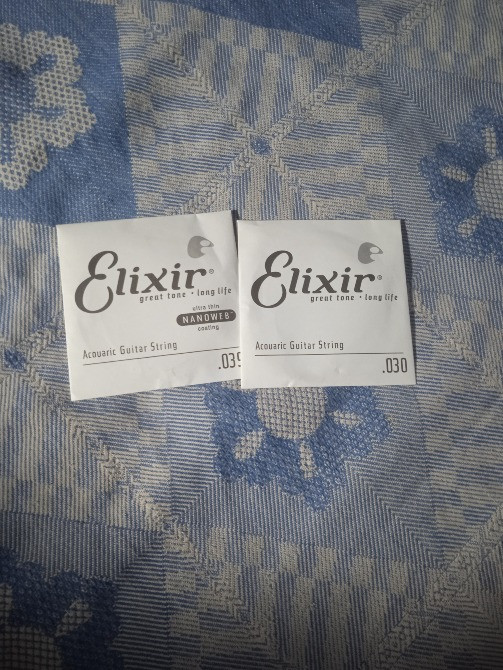 Elixir®
great tone • long life
ultra thin
NANOWEB
coating
Acouaric Guitar String
.039
Elixir®
great tone • long life
Acouaric Guitar String
.030